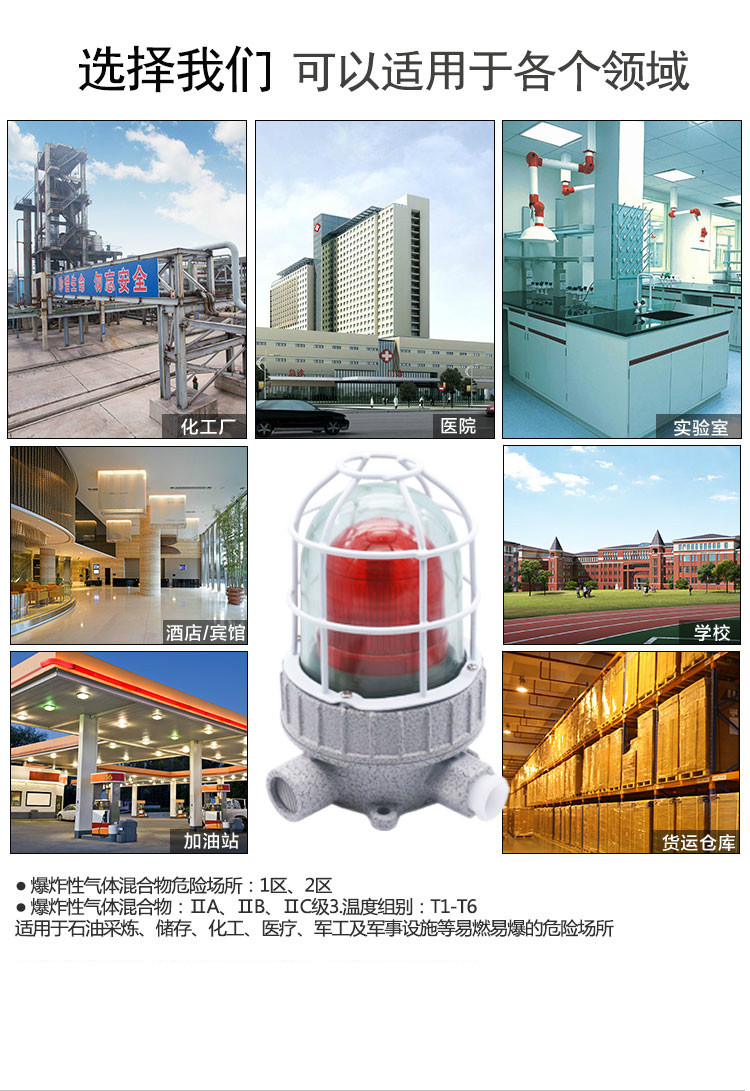 选择我们 可以适用于各个领域
勿忘安全
化工厂
医院
实验室
酒店/宾馆
学校
加油站
货运仓库
● 爆炸性气体混合物危险场所：1区、2区
● 爆炸性气体混合物：ⅡA、ⅡB、ⅡC级3.温度组别：T1-T6
适用于石油采炼、储存、化工、医疗、军工及军事设施等易燃易爆的危险场所